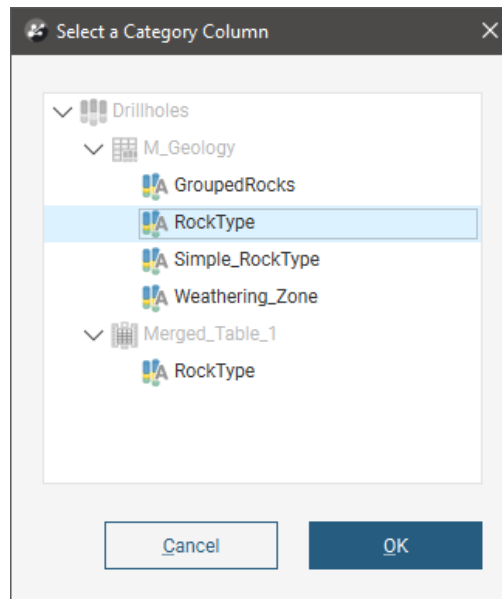 Select a Category Column
Drillholes
M_Geology
GroupedRocks
RockType
Simple_RockType
Weathering_Zone
Merged_Table_1
RockType
Cancel
OK